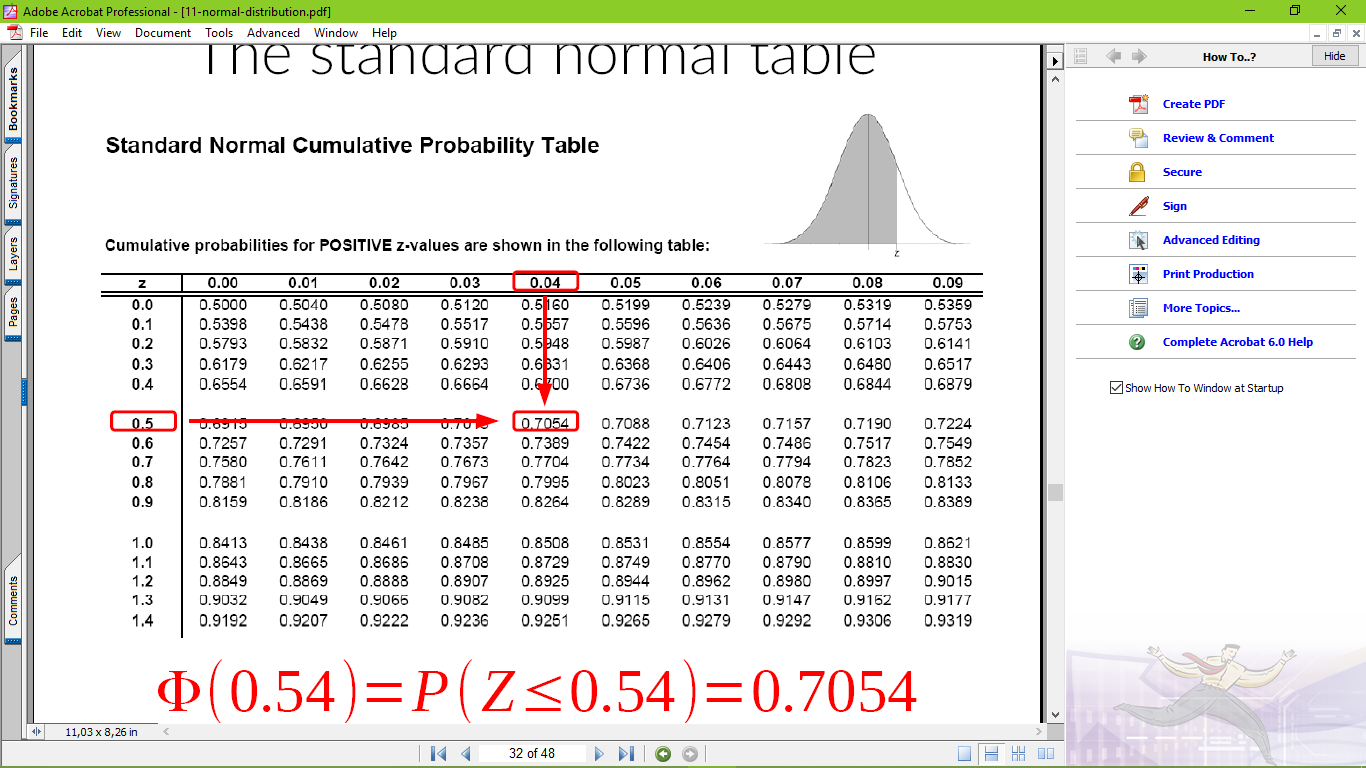 Adobe Acrobat Professional - [11-normal-distribution.pdf]
File Edit View Document Tools Advanced Window Help
The standard normal table
Standard Normal Cumulative Probability Table
z
Cumulative probabilities for POSITIVE z-values are shown in the following table:
z 0.00 0.01 0.02 0.03 0.04 0.05 0.06 0.07 0.08 0.09
0.0 0.5000 0.5040 0.5080 0.5120 0.5160 0.5199 0.5239 0.5279 0.5319 0.5359
0.1 0.5398 0.5438 0.5478 0.5517 0.5557 0.5596 0.5636 0.5675 0.5714 0.5753
0.2 0.5793 0.5832 0.5871 0.5910 0.5948 0.5987 0.6026 0.6064 0.6103 0.6141
0.3 0.6179 0.6217 0.6255 0.6293 0.6331 0.6368 0.6406 0.6443 0.6480 0.6517
0.4 0.6554 0.6591 0.6628 0.6664 0.6700 0.6736 0.6772 0.6808 0.6844 0.6879
0.5 0.6915 0.6950 0.6985 0.7019 0.7054 0.7088 0.7123 0.7157 0.7190 0.7224
0.6 0.7257 0.7291 0.7324 0.7357 0.7389 0.7422 0.7454 0.7486 0.7517 0.7549
0.7 0.7580 0.7611 0.7642 0.7673 0.7704 0.7734 0.7764 0.7794 0.7823 0.7852
0.8 0.7881 0.7910 0.7939 0.7967 0.7995 0.8023 0.8051 0.8078 0.8106 0.8133
0.9 0.8159 0.8186 0.8212 0.8238 0.8264 0.8289 0.8315 0.8340 0.8365 0.8389
1.0 0.8413 0.8438 0.8461 0.8485 0.8508 0.8531 0.8554 0.8577 0.8599 0.8621
1.1 0.8643 0.8665 0.8686 0.8708 0.8729 0.8749 0.8770 0.8790 0.8810 0.8830
1.2 0.8849 0.8869 0.8888 0.8907 0.8925 0.8944 0.8962 0.8980 0.8997 0.9015
1.3 0.9032 0.9049 0.9066 0.9082 0.9099 0.9115 0.9131 0.9147 0.9162 0.9177
1.4 0.9192 0.9207 0.9222 0.9236 0.9251 0.9265 0.9279 0.9292 0.9306 0.9319
Φ(0.54)=P(Z≤0.54)=0.7054
Bookmarks
Signatures
Layers
Pages
Comments
11,03 x 8,26 in
32 of 48
How To..?
Hide
Create PDF
Review & Comment
Secure
Sign
Advanced Editing
Print Production
More Topics...
Complete Acrobat 6.0 Help
Show How To Window at Startup